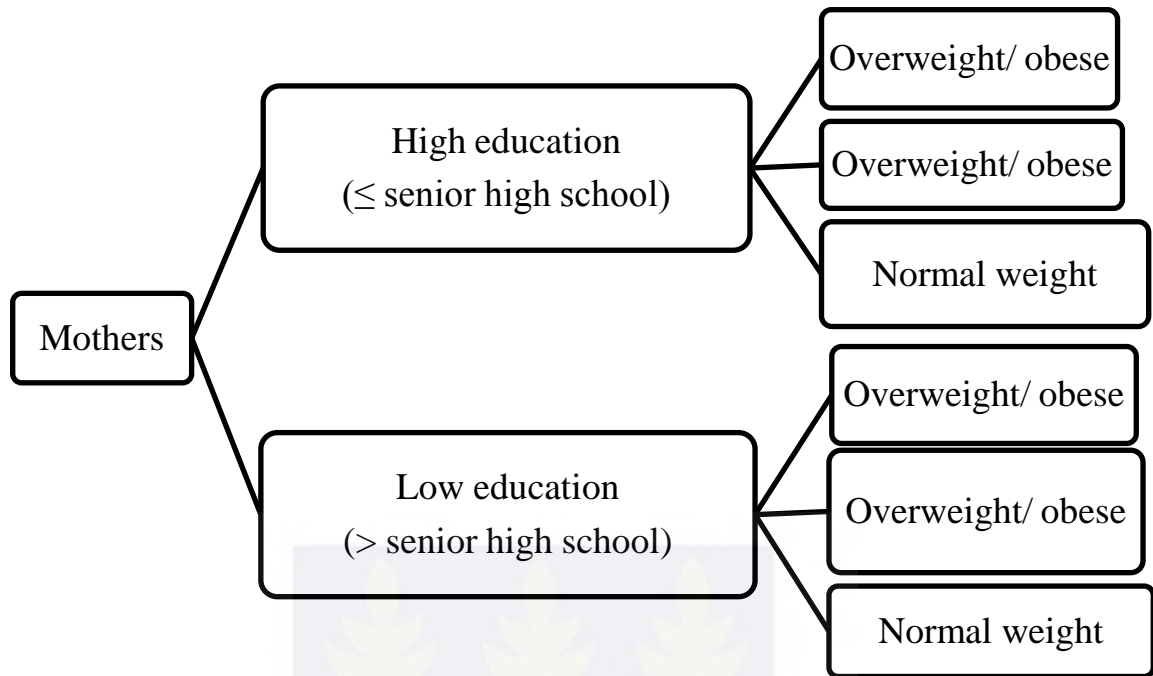 Mothers
High education
(≤ senior high school)
Overweight/ obese
Overweight/ obese
Normal weight
Low education
(> senior high school)
Overweight/ obese
Overweight/ obese
Normal weight